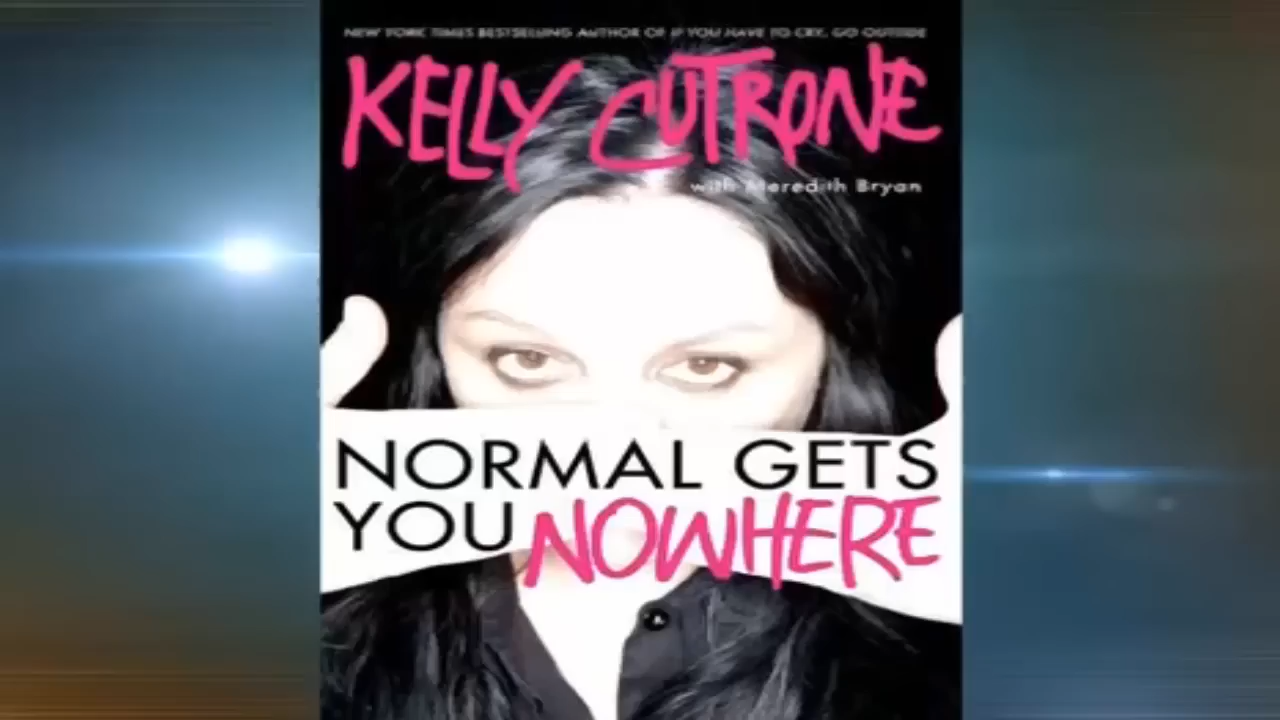 NEW YORK TIMES BESTSELLING AUTHOR OF IF YOU HAVE TO CRY, GO OUTSIDE
KELLY CUTRONE
with Meredith Bryan
NORMAL GETS
YOU NOWHERE